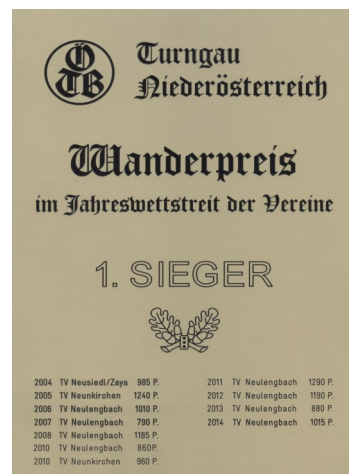 ÖTB
Turngau
Niederösterreich
Wanderpreis
im Jahreswettstreit der Vereine
1. SIEGER
2004 TV Neusiedl/Zaya 985 P.
2005 TV Neunkirchen 1240 P.
2006 TV Neulengbach 1010 P.
2007 TV Neulengbach 790 P.
2008 TV Neulengbach 1185 P.
2010 TV Neulengbach 860P.
2010 TV Neunkirchen 960 P.
2011 TV Neulengbach 1290 P.
2012 TV Neulengbach 1190 P.
2013 TV Neulengbach 880 P.
2014 TV Neulengbach 1015 P.